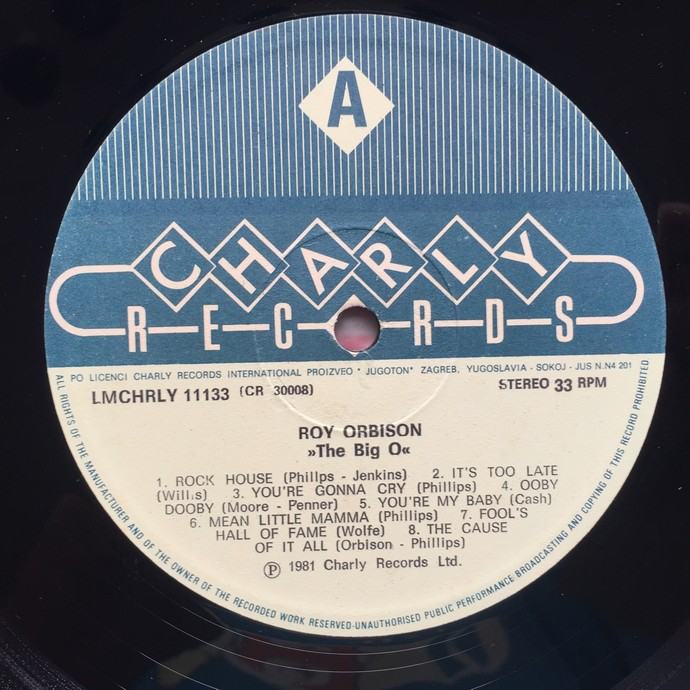 A
CHARLY
RECORDS
PO LICENCI CHARLY RECORDS INTERNATIONAL PROIZVEO " JUGOTON" ZAGREB, YUGOSLAVIA - SOKOJ - JUS N.N4 201
LMCHRLY 11133 (CR 30008)
STEREO 33 RPM
ROY ORBISON
»The Big O«
1. ROCK HOUSE (Phillps - Jenkins) 2. IT'S TOO LATE
(Willis) 3. YOU'RE GONNA CRY (Phillips) 4. OOBY
DOOBY (Moore - Penner) 5. YOU'RE MY BABY (Cash)
6. MEAN LITTLE MAMMA (Phillips) 7. FOOL'S
HALL OF FAME (Wolfe) 8. THE CAUSE
OF IT ALL (Orbison - Phillips)
Ⓟ 1981 Charly Records Ltd.
ALL RIGHTS OF THE MANUFACTURER AND OF THE OWNER OF THE RECORDED WORK RESERVED-UNAUTHORISED PUBLIC PERFORMANCE BROADCASTING AND COPYING OF THIS RECORD PROHIBITED